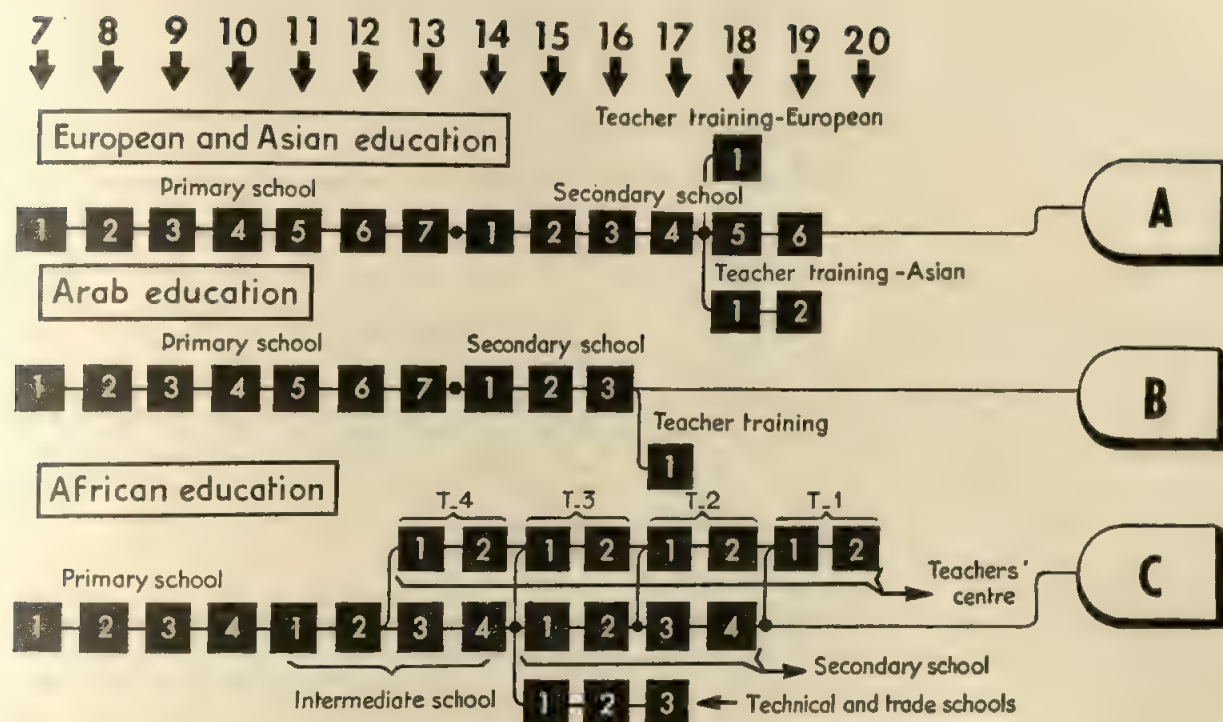 7 8 9 10 11 12 13 14 15 16 17 18 19 20
Teacher training-European
European and Asian education
1
Primary school
Secondary school
1 2 3 4 5 6 7 1 2 3 4 5 6
A
Teacher training-Asian
Arab education
1 2
Primary school
Secondary school
1 2 3 4 5 6 7 1 2 3
B
Teacher training
1
African education
T-4 T-3 T-2 T-1
1 2 1 2 1 2 1 2
Primary school
Teachers'
centre
C
1 2 3 4 1 2 3 4 1 2 3 4
Secondary school
Intermediate school
1 2 3
Technical and trade schools